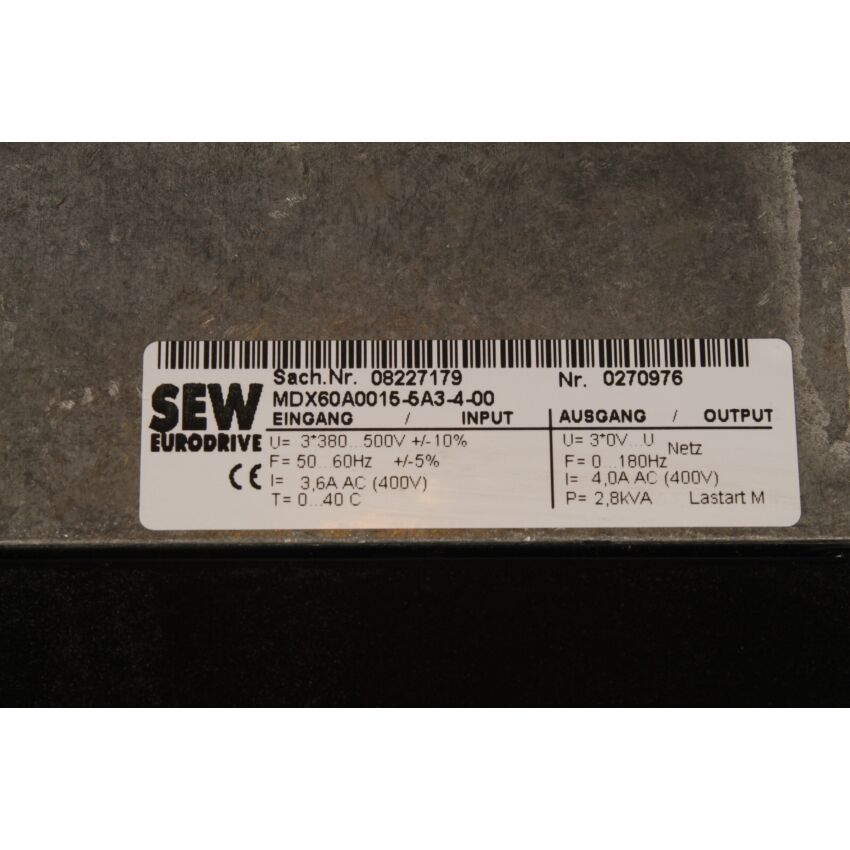 Sach.Nr. 08227179 Nr. 0270976
SEW
EURODRIVE
MDX60A0015-5A3-4-00
EINGANG / INPUT
U= 3*380...500V +/-10%
F= 50...60Hz +/-5%
I= 3,6A AC (400V)
T= 0...40 C
CE
AUSGANG / OUTPUT
U= 3*0V...U Netz
F= 0...180Hz
I= 4,0A AC (400V)
P= 2,8kVA Lastart M